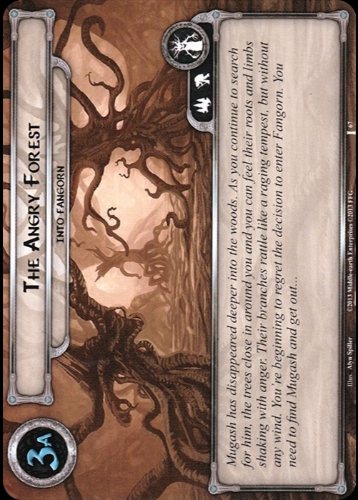 3A
The Angry Forest
Into Fangorn
Mugash has disappeared deeper into the woods. As you continue to search
for him, the trees close in around you and you can feel their roots and limbs
shaking with anger. Their branches rattle like a raging tempest, but without
any wind. You're beginning to regret the decision to enter Fangorn. You
need to find Mugash and get out...
Illus. Alyn Spiller
©2013 Middle-earth Enterprises ©2013 FFG
67